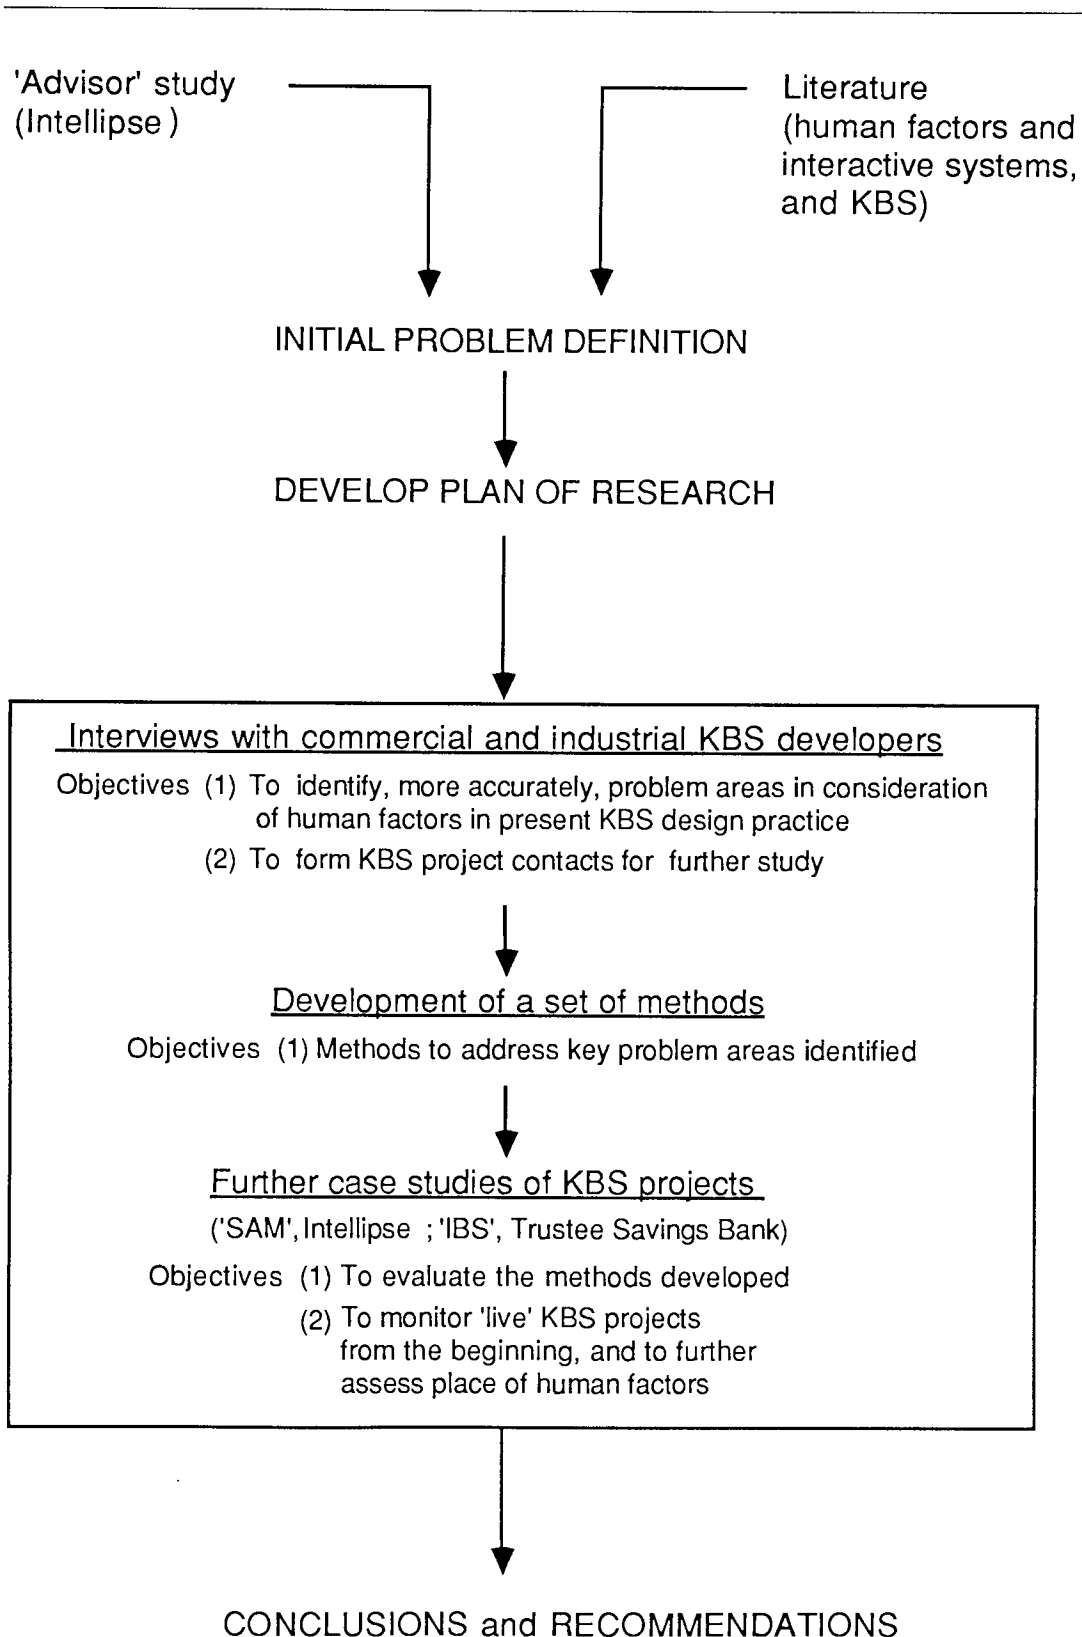 'Advisor' study
(Intellipse )
Literature
(human factors and
interactive systems,
and KBS)
INITIAL PROBLEM DEFINITION
DEVELOP PLAN OF RESEARCH
Interviews with commercial and industrial KBS developers
Objectives (1) To identify, more accurately, problem areas in consideration
of human factors in present KBS design practice
(2) To form KBS project contacts for further study
Development of a set of methods
Objectives (1) Methods to address key problem areas identified
Further case studies of KBS projects
('SAM', Intellipse ; 'IBS', Trustee Savings Bank)
Objectives (1) To evaluate the methods developed
(2) To monitor 'live' KBS projects
from the beginning, and to further
assess place of human factors
CONCLUSIONS and RECOMMENDATIONS